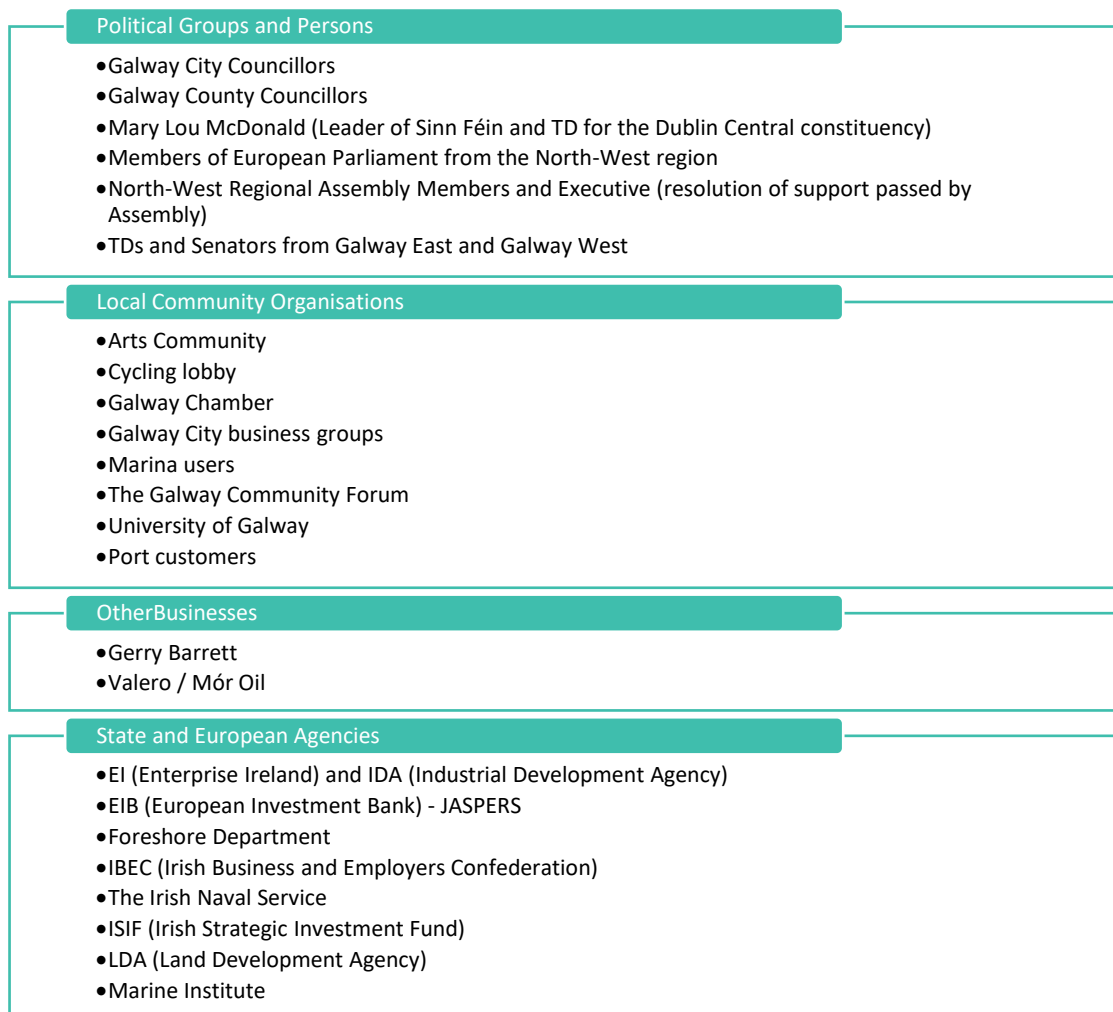 Political Groups and Persons
•Galway City Councillors
•Galway County Councillors
•Mary Lou McDonald (Leader of Sinn Féin and TD for the Dublin Central constituency)
•Members of European Parliament from the North-West region
•North-West Regional Assembly Members and Executive (resolution of support passed by
Assembly)
•TDs and Senators from Galway East and Galway West
Local Community Organisations
•Arts Community
•Cycling lobby
•Galway Chamber
•Galway City business groups
•Marina users
•The Galway Community Forum
•University of Galway
•Port customers
OtherBusinesses
•Gerry Barrett
•Valero / Mór Oil
State and European Agencies
•EI (Enterprise Ireland) and IDA (Industrial Development Agency)
•EIB (European Investment Bank) - JASPERS
•Foreshore Department
•IBEC (Irish Business and Employers Confederation)
•The Irish Naval Service
•ISIF (Irish Strategic Investment Fund)
•LDA (Land Development Agency)
•Marine Institute